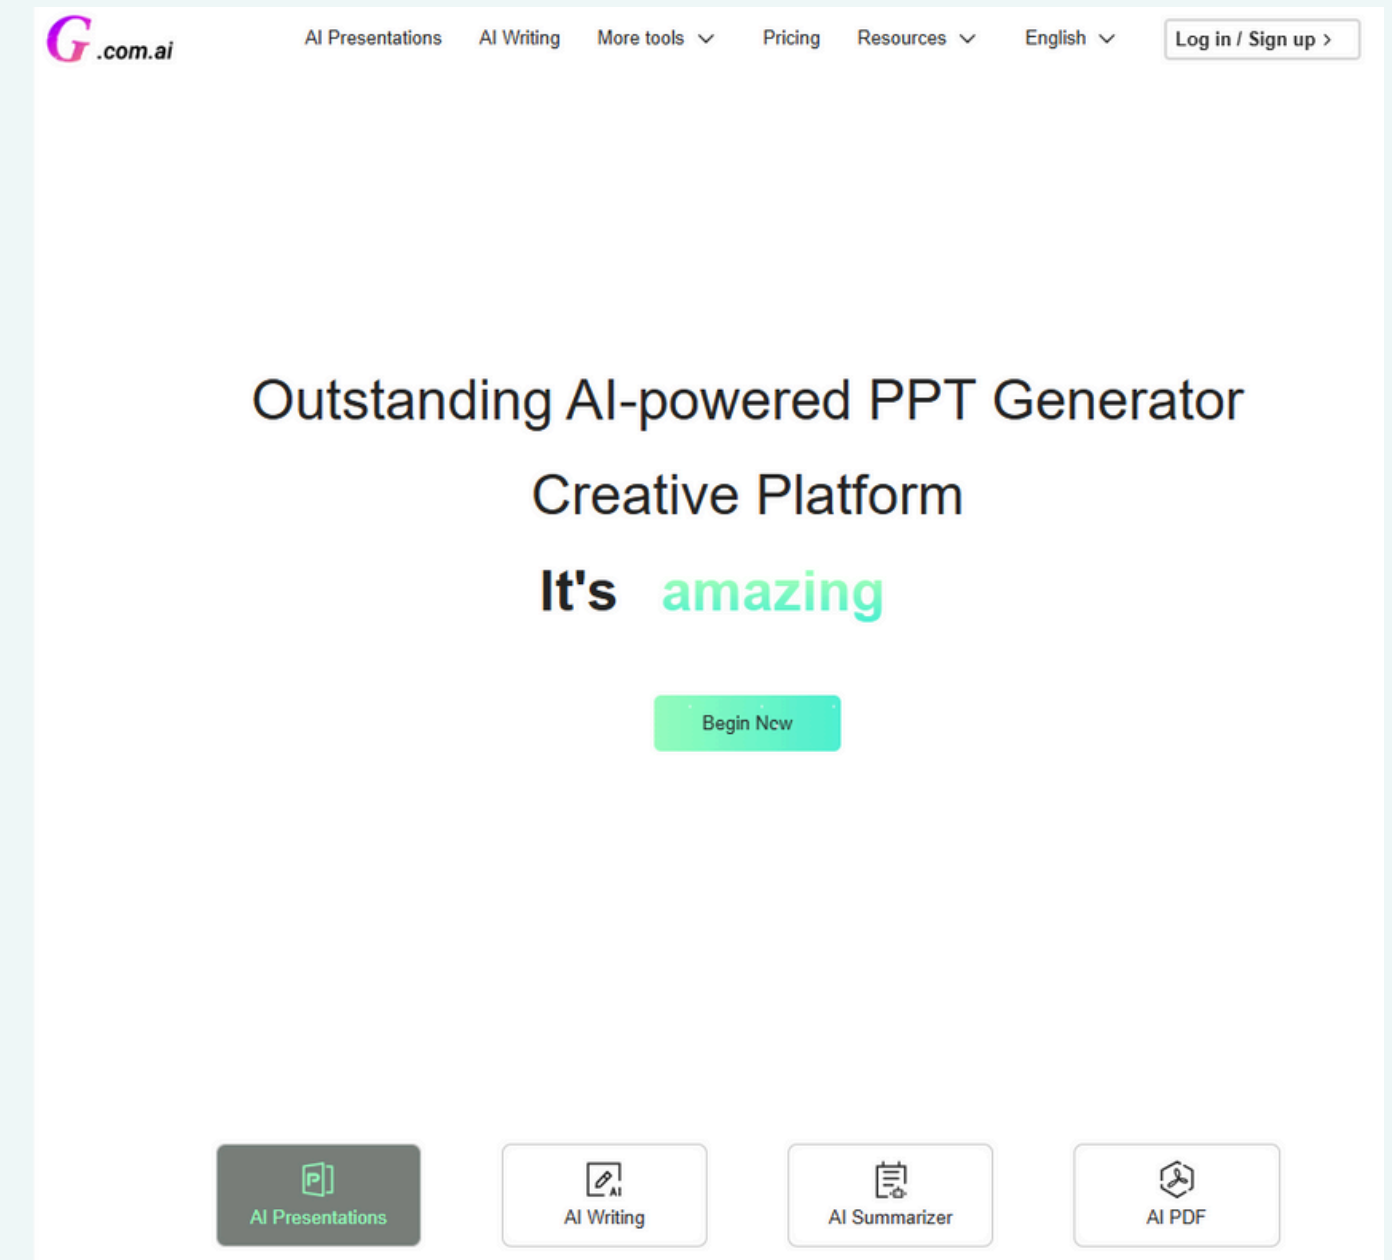 G.com.ai
AI Presentations AI Writing More tools Pricing Resources English Log in / Sign up >
Outstanding AI-powered PPT Generator
Creative Platform
It's amazing
Begin Now
AI Presentations AI Writing AI Summarizer AI PDF